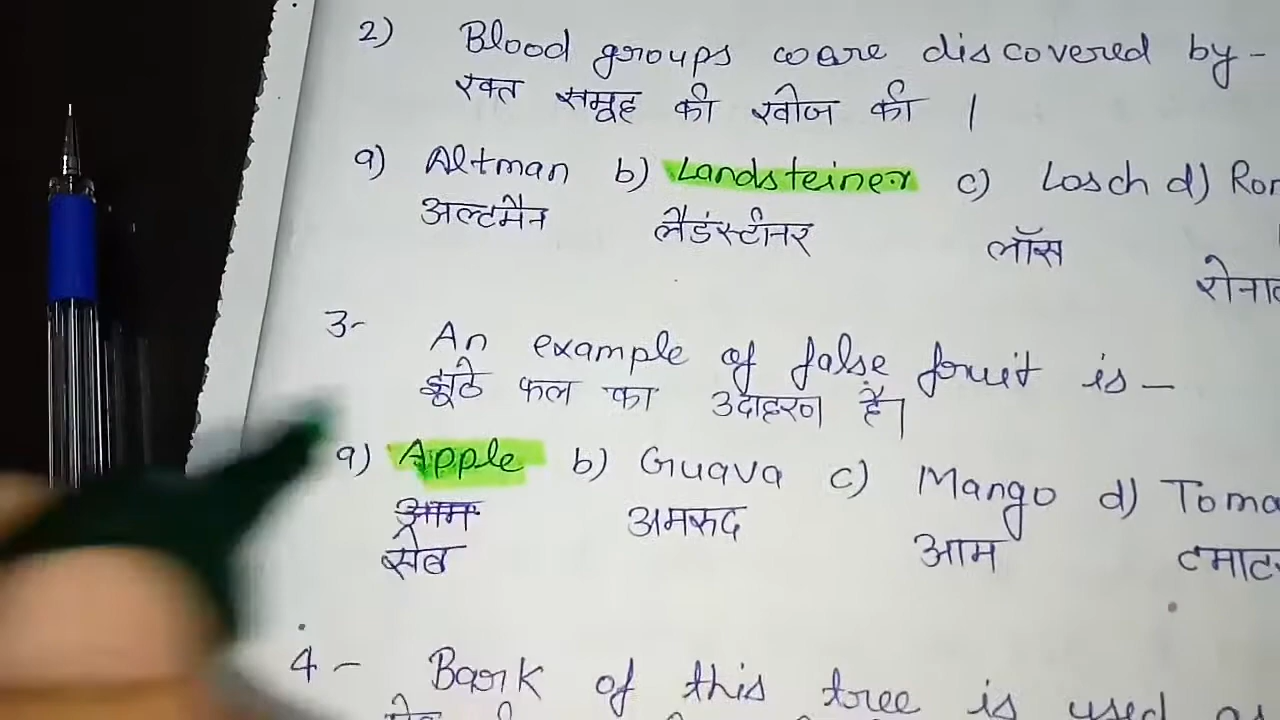 2) Blood groups were discovered by -
रक्त समूह की खोज की ।
a) Altman b) Landsteiner c) Losch d) Ron
अल्टमैन लैडंस्टीनर लॉस
रोना
3- An example of false fruit is -
झूठे फल का उदाहरण है।
a) Apple b) Guava c) Mango d) Toma
आम अमरुद आम टमाटर
सेब
4 - Bark of this tree is used as